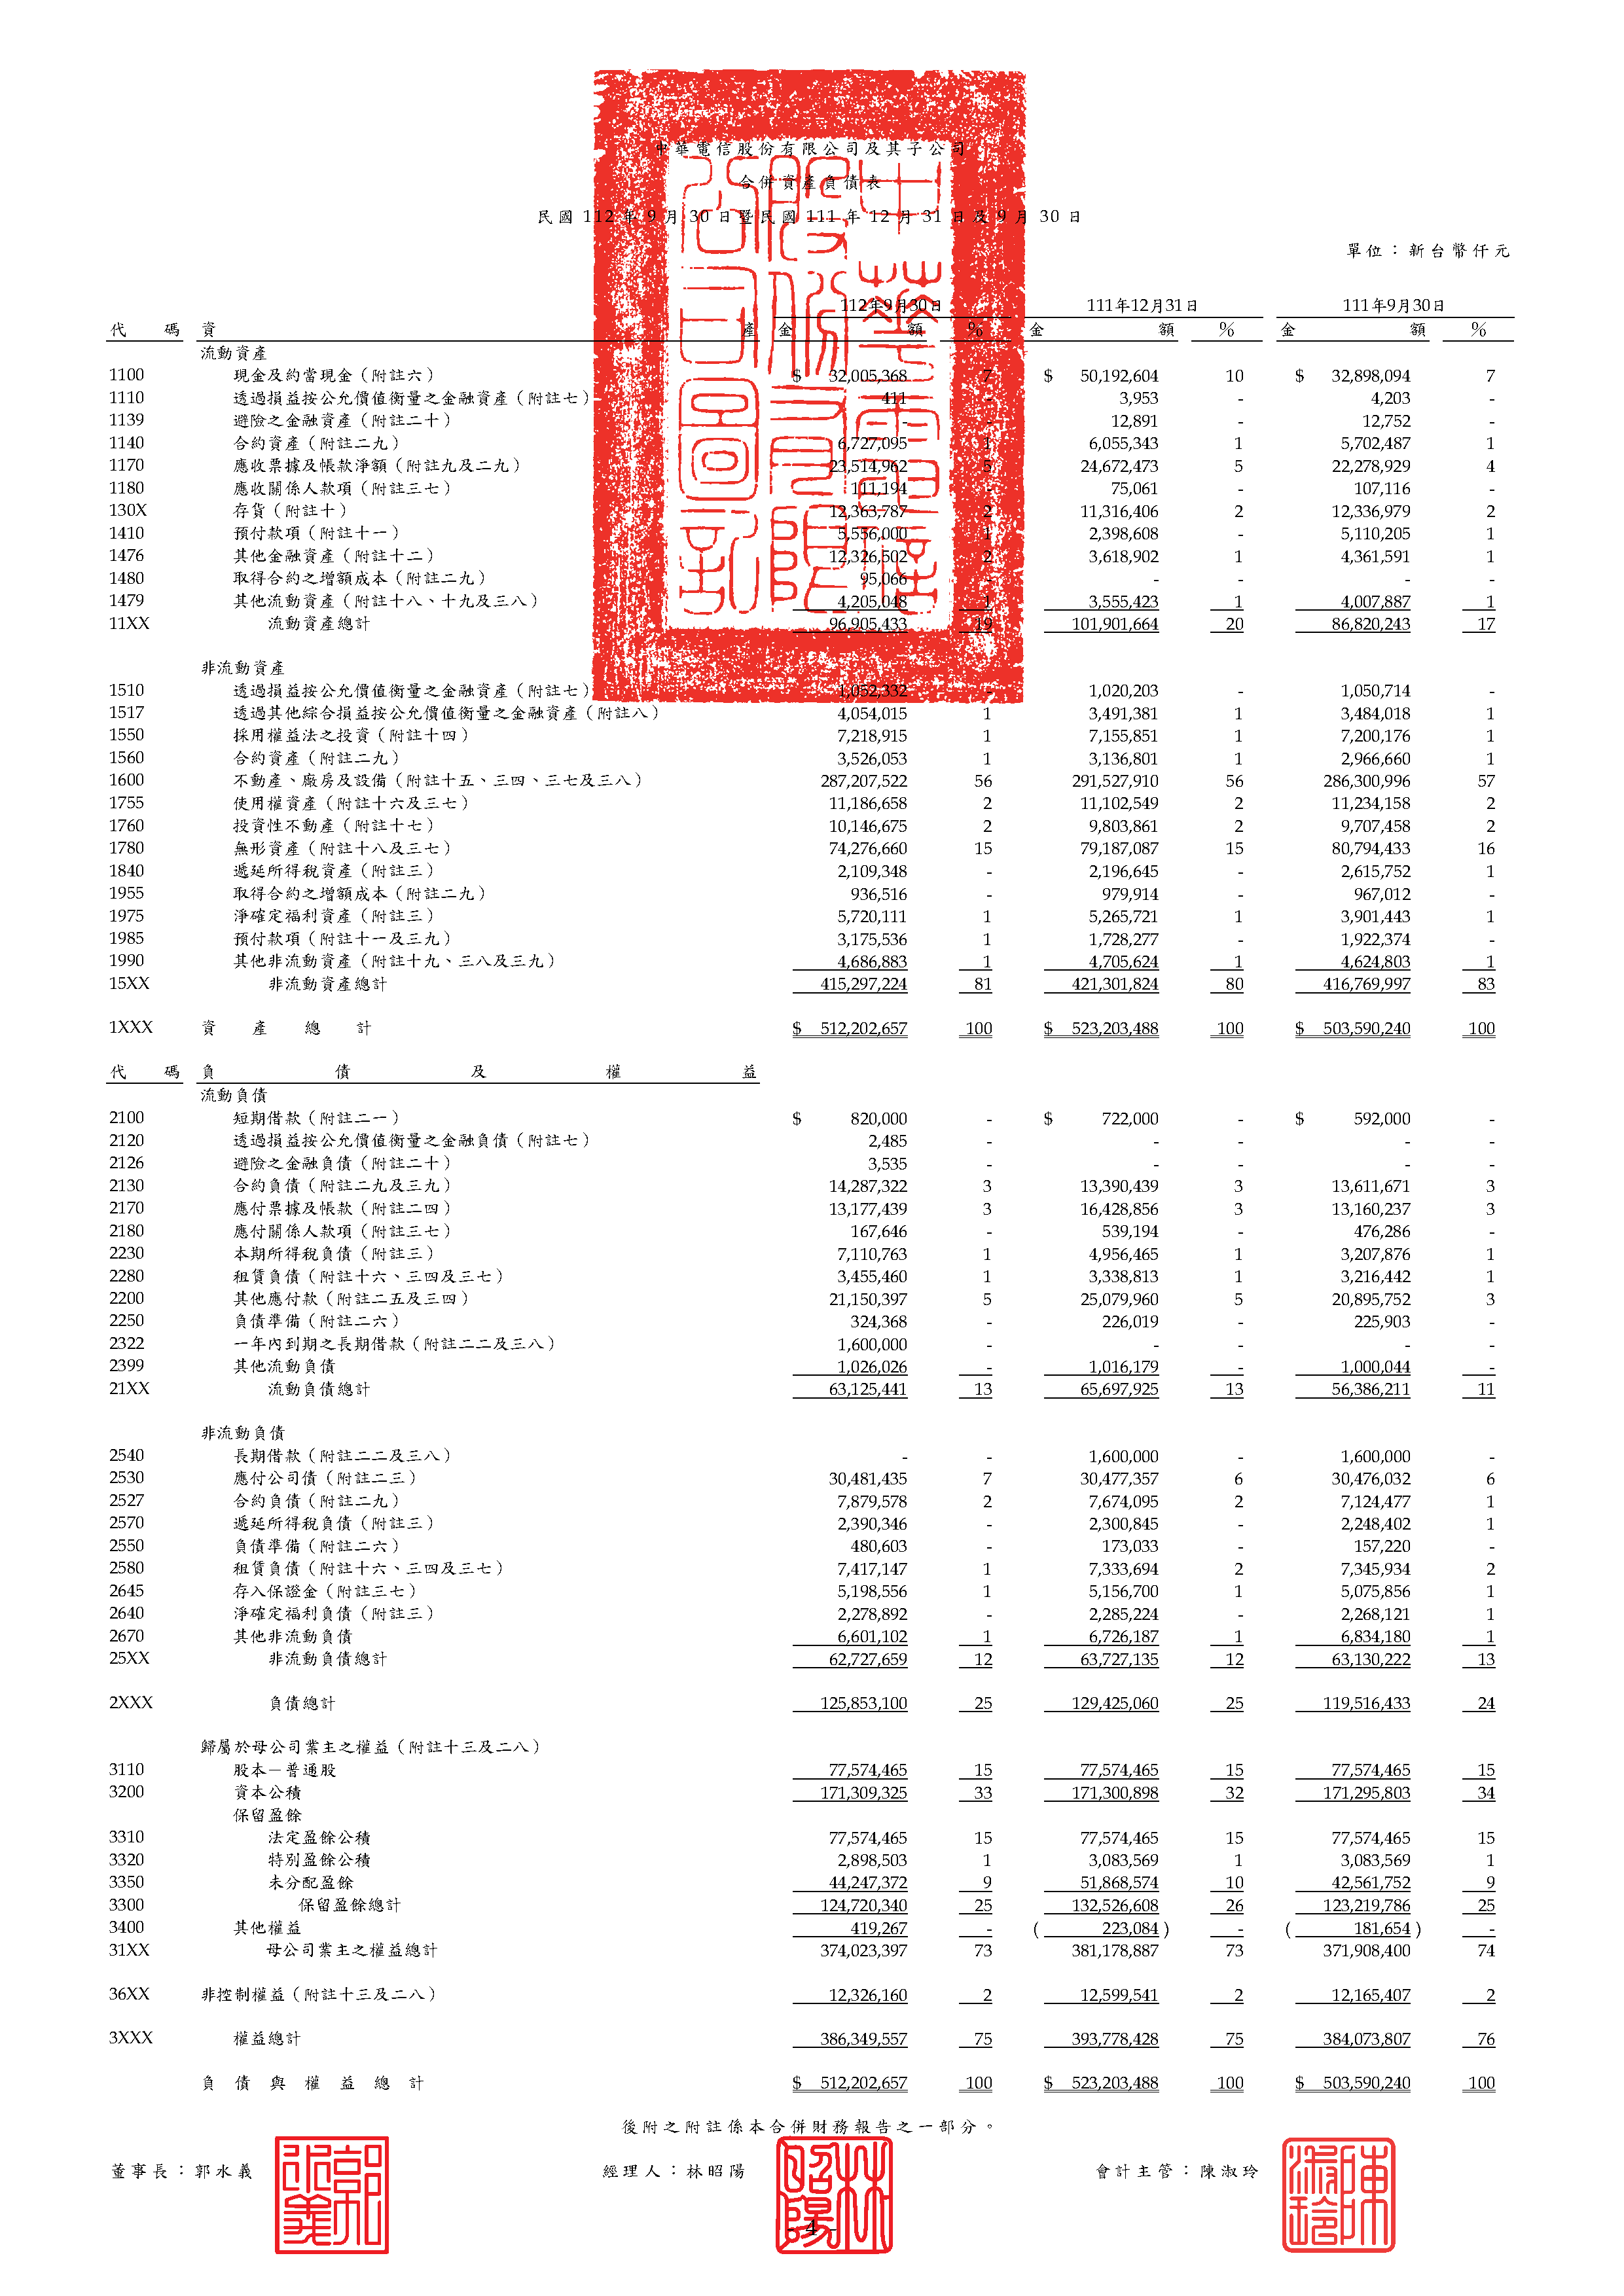 中華電信股份有限公司及其子公司
合併資產負債表
民國 112 年 9 月 30 日暨民國 111 年 12 月 31 日及 9 月 30 日
單位：新台幣仟元
112年9月30日 111年12月31日 111年9月30日
代 碼 資 產 金 額 % 金 額 % 金 額 %
流動資產
1100 現金及約當現金（附註六） $ 32,005,368 7 $ 50,192,604 10 $ 32,898,094 7
1110 透過損益按公允價值衡量之金融資產（附註七） 411 - 3,953 - 4,203 -
1139 避險之金融資產（附註二十） - - 12,891 - 12,752 -
1140 合約資產（附註二九） 6,727,095 1 6,055,343 1 5,702,487 1
1170 應收票據及帳款淨額（附註九及二九） 23,514,962 5 24,672,473 5 22,278,929 4
1180 應收關係人款項（附註三七） 111,194 - 75,061 - 107,116 -
130X 存貨（附註十） 12,363,787 2 11,316,406 2 12,336,979 2
1410 預付款項（附註十一） 5,556,000 1 2,398,608 - 5,110,205 1
1476 其他金融資產（附註十二） 12,326,502 2 3,618,902 1 4,361,591 1
1480 取得合約之增額成本（附註二九） 95,066 - - - - -
1479 其他流動資產（附註十八、十九及三八） 4,205,048 1 3,555,423 1 4,007,887 1
11XX 流動資產總計 96,905,433 19 101,901,664 20 86,820,243 17
非流動資產
1510 透過損益按公允價值衡量之金融資產（附註七） 1,052,332 - 1,020,203 - 1,050,714 -
1517 透過其他綜合損益按公允價值衡量之金融資產（附註八） 4,054,015 1 3,491,381 1 3,484,018 1
1550 採用權益法之投資（附註十四） 7,218,915 1 7,155,851 1 7,200,176 1
1560 合約資產（附註二九） 3,526,053 1 3,136,801 1 2,966,660 1
1600 不動產、廠房及設備（附註十五、三四、三七及三八） 287,207,522 56 291,527,910 56 286,300,996 57
1755 使用權資產（附註十六及三七） 11,186,658 2 11,102,549 2 11,234,158 2
1760 投資性不動產（附註十七） 10,146,675 2 9,803,861 2 9,707,458 2
1780 無形資產（附註十八及三七） 74,276,660 15 79,187,087 15 80,794,433 16
1840 遞延所得稅資產（附註三） 2,109,348 - 2,196,645 - 2,615,752 1
1955 取得合約之增額成本（附註二九） 936,516 - 979,914 - 967,012 -
1975 淨確定福利資產（附註三） 5,720,111 1 5,265,721 1 3,901,443 1
1985 預付款項（附註十一及三九） 3,175,536 1 1,728,277 - 1,922,374 -
1990 其他非流動資產（附註十九、三八及三九） 4,686,883 1 4,705,624 1 4,624,803 1
15XX 非流動資產總計 415,297,224 81 421,301,824 80 416,769,997 83
1XXX 資 產 總 計 $ 512,202,657 100 $ 523,203,488 100 $ 503,590,240 100
代 碼 負 債 及 權 益
流動負債
2100 短期借款（附註二一） $ 820,000 - $ 722,000 - $ 592,000 -
2120 透過損益按公允價值衡量之金融負債（附註七） 2,485 - - - - -
2126 避險之金融負債（附註二十） 3,535 - - - - -
2130 合約負債（附註二九及三九） 14,287,322 3 13,390,439 3 13,611,671 3
2170 應付票據及帳款（附註二四） 13,177,439 3 16,428,856 3 13,160,237 3
2180 應付關係人款項（附註三七） 167,646 - 539,194 - 476,286 -
2230 本期所得稅負債（附註三） 7,110,763 1 4,956,465 1 3,207,876 1
2280 租賃負債（附註十六、三四及三七） 3,455,460 1 3,338,813 1 3,216,442 1
2200 其他應付款（附註二五及三四） 21,150,397 5 25,079,960 5 20,895,752 3
2250 負債準備（附註二六） 324,368 - 226,019 - 225,903 -
2322 一年內到期之長期借款（附註二二及三八） 1,600,000 - - - - -
2399 其他流動負債 1,026,026 - 1,016,179 - 1,000,044 -
21XX 流動負債總計 63,125,441 13 65,697,925 13 56,386,211 11
非流動負債
2540 長期借款（附註二二及三八） - - 1,600,000 - 1,600,000 -
2530 應付公司債（附註二三） 30,481,435 7 30,477,357 6 30,476,032 6
2527 合約負債（附註二九） 7,879,578 2 7,674,095 2 7,124,477 1
2570 遞延所得稅負債（附註三） 2,390,346 - 2,300,845 - 2,248,402 1
2550 負債準備（附註二六） 480,603 - 173,033 - 157,220 -
2580 租賃負債（附註十六、三四及三七） 7,417,147 1 7,333,694 2 7,345,934 2
2645 存入保證金（附註三七） 5,198,556 1 5,156,700 1 5,075,856 1
2640 淨確定福利負債（附註三） 2,278,892 - 2,285,224 - 2,268,121 1
2670 其他非流動負債 6,601,102 1 6,726,187 1 6,834,180 1
25XX 非流動負債總計 62,727,659 12 63,727,135 12 63,130,222 13
2XXX 負債總計 125,853,100 25 129,425,060 25 119,516,433 24
歸屬於母公司業主之權益（附註十三及二八）
3110 股本－普通股 77,574,465 15 77,574,465 15 77,574,465 15
3200 資本公積 171,309,325 33 171,300,898 32 171,295,803 34
保留盈餘
3310 法定盈餘公積 77,574,465 15 77,574,465 15 77,574,465 15
3320 特別盈餘公積 2,898,503 1 3,083,569 1 3,083,569 1
3350 未分配盈餘 44,247,372 9 51,868,574 10 42,561,752 9
3300 保留盈餘總計 124,720,340 25 132,526,608 26 123,219,786 25
3400 其他權益 419,267 - ( 223,084 ) - ( 181,654 ) -
31XX 母公司業主之權益總計 374,023,397 73 381,178,887 73 371,908,400 74
36XX 非控制權益（附註十三及二八） 12,326,160 2 12,599,541 2 12,165,407 2
3XXX 權益總計 386,349,557 75 393,778,428 75 384,073,807 76
負 債 與 權 益 總 計 $ 512,202,657 100 $ 523,203,488 100 $ 503,590,240 100
後附之附註係本合併財務報告之一部分。
董事長：郭水義 經理人：林昭陽 會計主管：陳淑玲
- 4 -